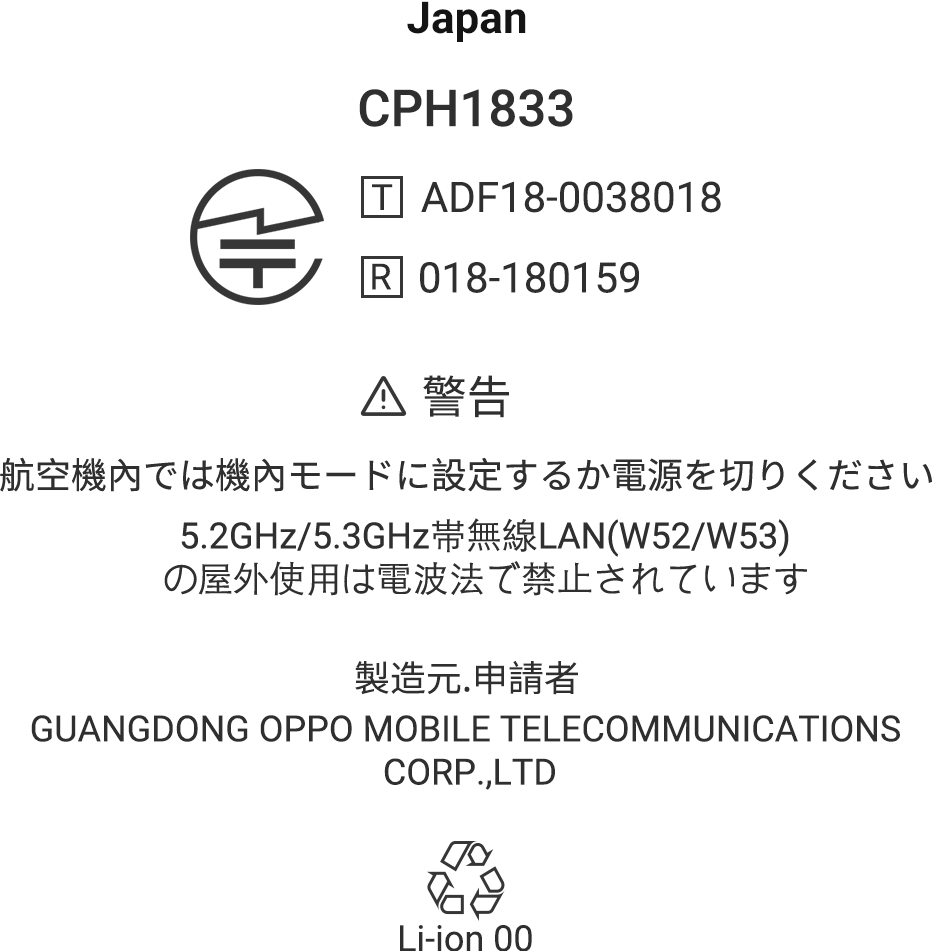 Japan
CPH1833
T ADF18-0038018
R 018-180159
警告
航空機內では機內モードに設定するか電源を切りください
5.2GHz/5.3GHz帯無線LAN(W52/W53)
の屋外使用は電波法で禁止されています
製造元.申請者
GUANGDONG OPPO MOBILE TELECOMMUNICATIONS
CORP.,LTD
Li-ion 00